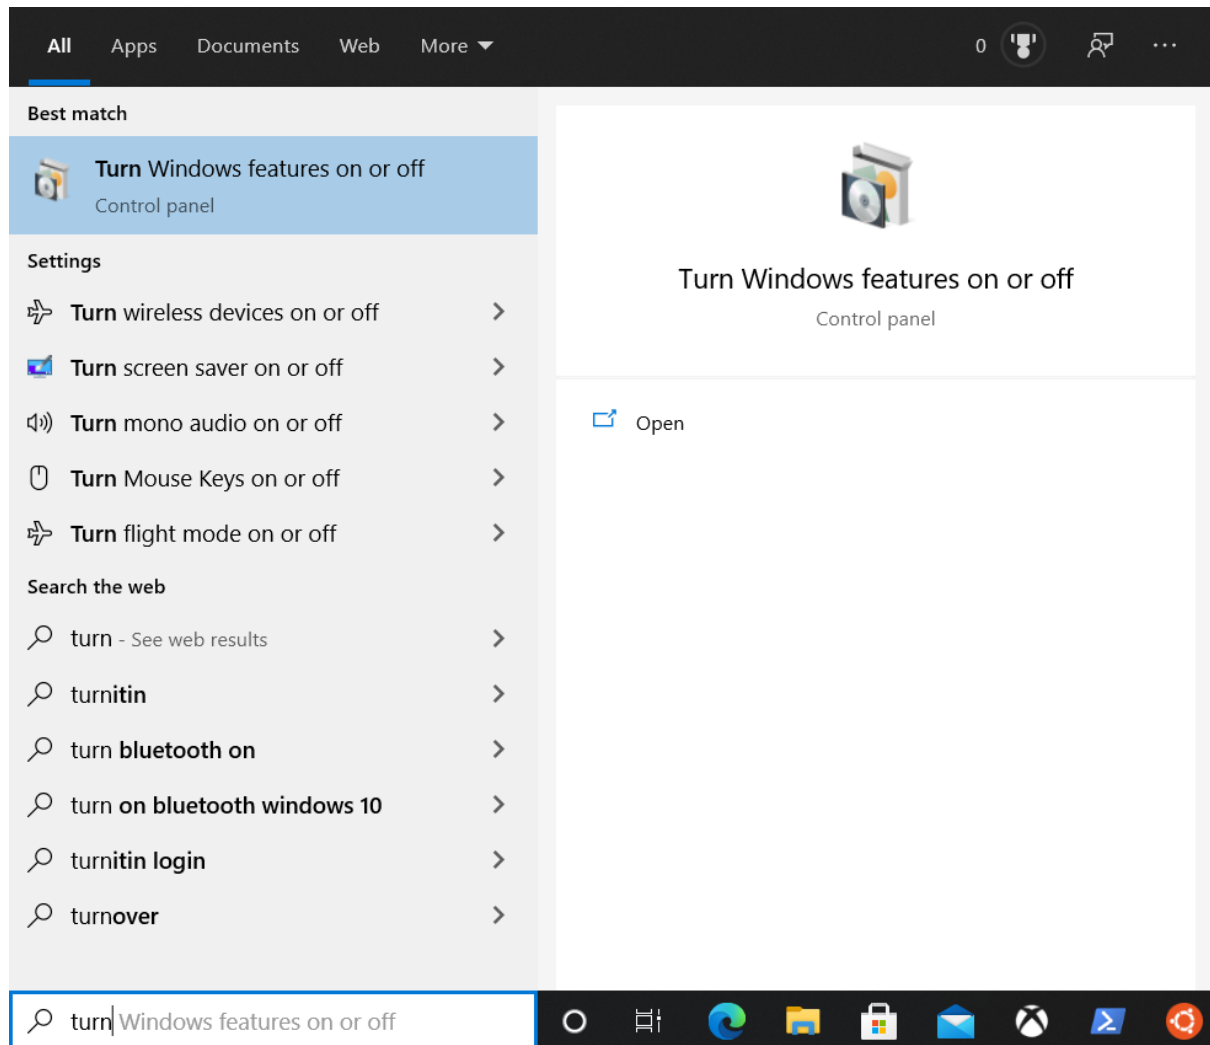 All Apps Documents Web More 0 ...
Best match
Turn Windows features on or off
Control panel
Settings
Turn wireless devices on or off
Turn screen saver on or off
Turn mono audio on or off
Turn Mouse Keys on or off
Turn flight mode on or off
Search the web
turn - See web results
turnitin
turn bluetooth on
turn on bluetooth windows 10
turnitin login
turnover
turn Windows features on or off
Turn Windows features on or off
Control panel
Open